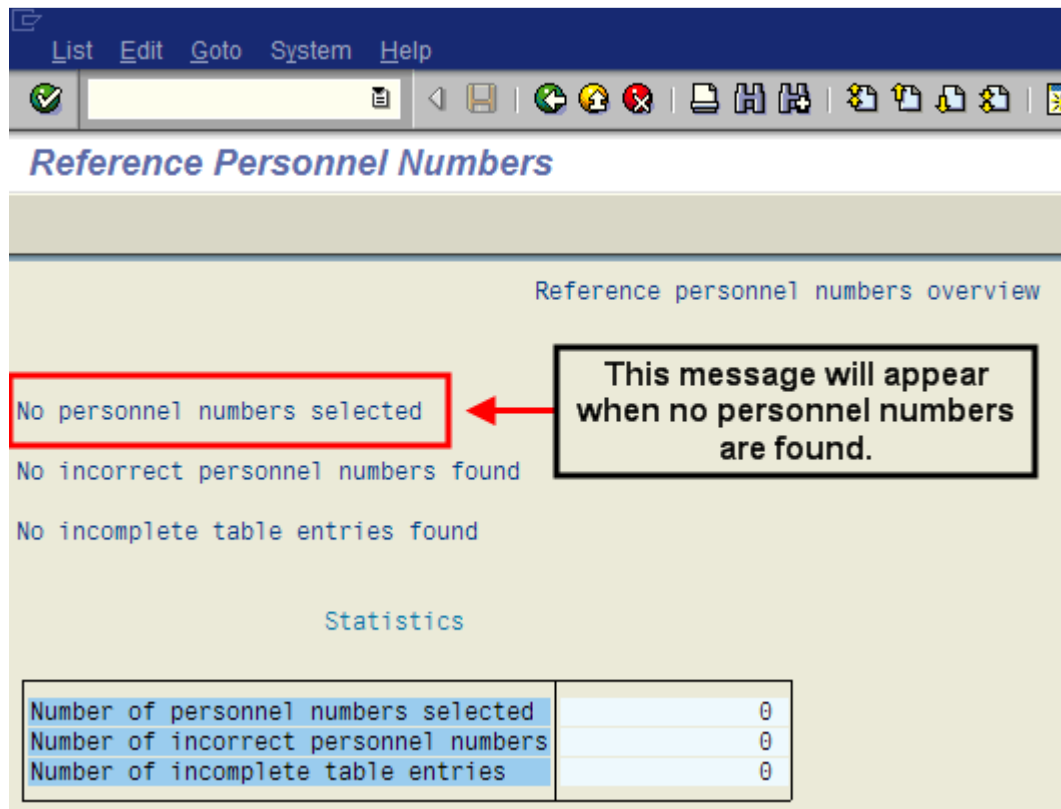 List Edit Goto System Help
Reference Personnel Numbers
Reference personnel numbers overview
No personnel numbers selected
This message will appear
when no personnel numbers
are found.
No incorrect personnel numbers found
No incomplete table entries found
Statistics
Number of personnel numbers selected 0
Number of incorrect personnel numbers 0
Number of incomplete table entries 0